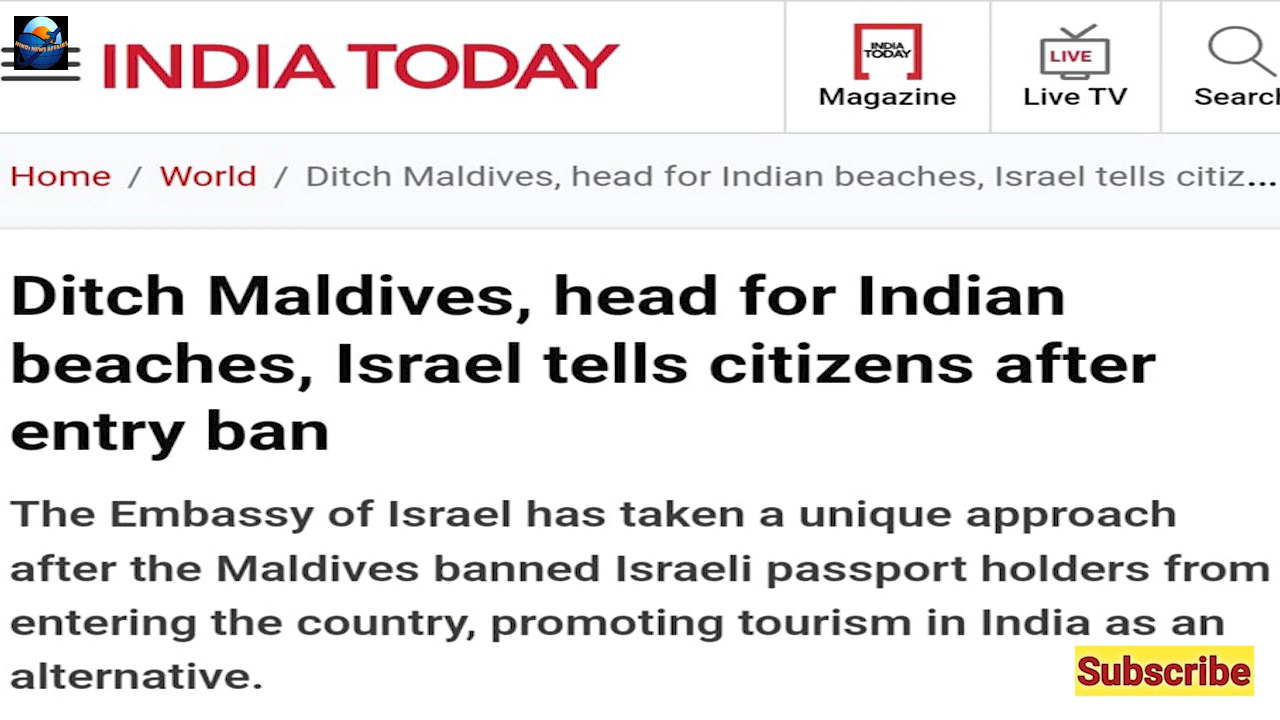 HINDI NEWS AFFAIRS
INDIA TODAY
INDIA
TODAY
Magazine
LIVE
Live TV
Search
Home / World / Ditch Maldives, head for Indian beaches, Israel tells citiz...
Ditch Maldives, head for Indian
beaches, Israel tells citizens after
entry ban
The Embassy of Israel has taken a unique approach
after the Maldives banned Israeli passport holders from
entering the country, promoting tourism in India as an
alternative.
Subscribe